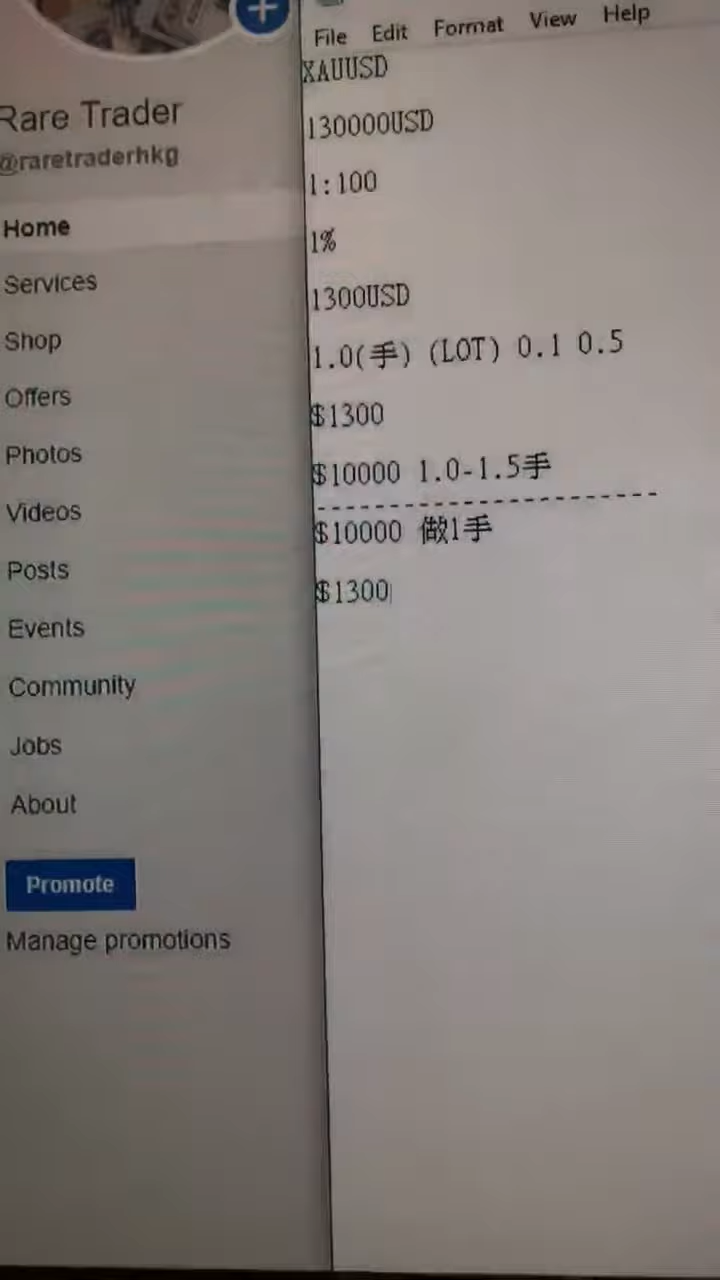 Rare Trader
@raretraderhkg
Home
Services
Shop
Offers
Photos
Videos
Posts
Events
Community
Jobs
About
Promote
Manage promotions
File Edit Format View Help
XAUUSD
130000USD
1:100
1%
1300USD
1.0(手) (LOT) 0.1 0.5
$1300
$10000 1.0-1.5手
---------------------------
$10000 做1手
$1300